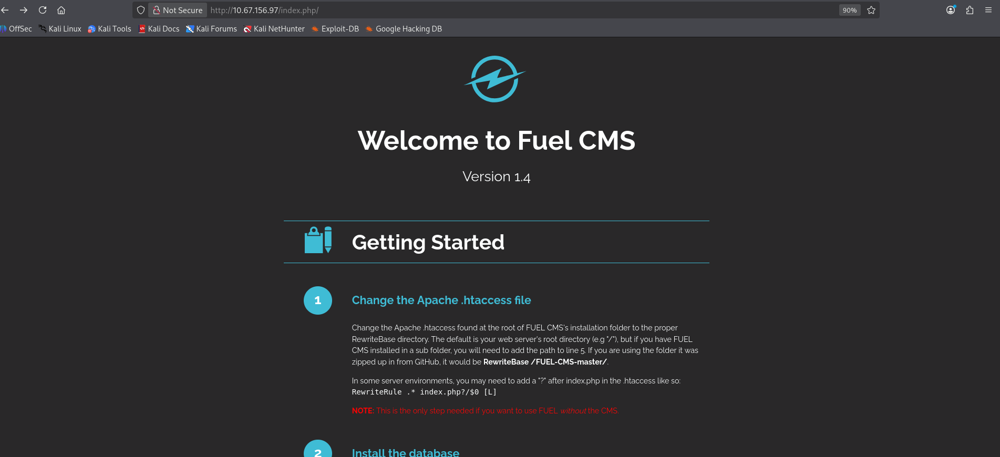 Not Secure http://10.67.156.97/index.php/ 90%
OffSec Kali Linux Kali Tools Kali Docs Kali Forums Kali NetHunter Exploit-DB Google Hacking DB
Welcome to Fuel CMS
Version 1.4
Getting Started
1 Change the Apache .htaccess file
Change the Apache .htaccess found at the root of FUEL CMS's installation folder to the proper
RewriteBase directory. The default is your web server's root directory (e.g "/"), but if you have FUEL
CMS installed in a sub folder, you will need to add the path to line 5. If you are using the folder it was
zipped up in from GitHub, it would be RewriteBase /FUEL-CMS-master/.
In some server environments, you may need to add a "?" after index.php in the .htaccess like so:
RewriteRule .* index.php?/$0 [L]
NOTE: This is the only step needed if you want to use FUEL without the CMS.
2 Install the database